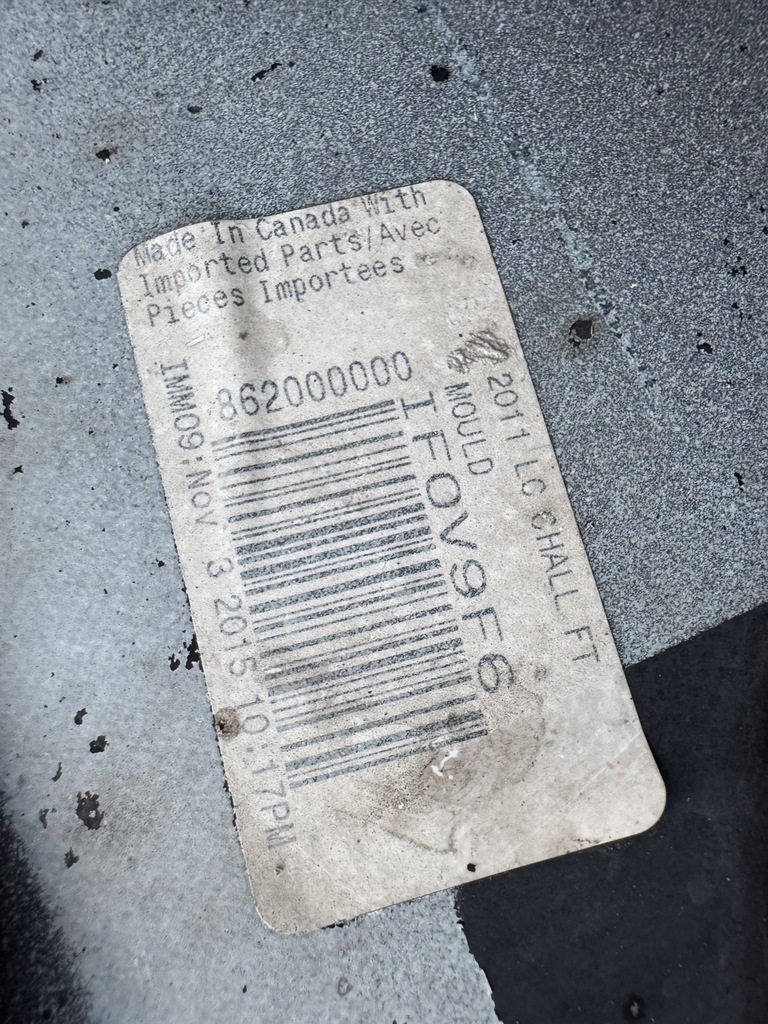 Made In Canada With
Imported Parts/Avec
Pieces Importees
862000000
2011 LC CHALL FT
MOULD
IFOV9F6
IMM09:Nov 3 2015 10:17PM